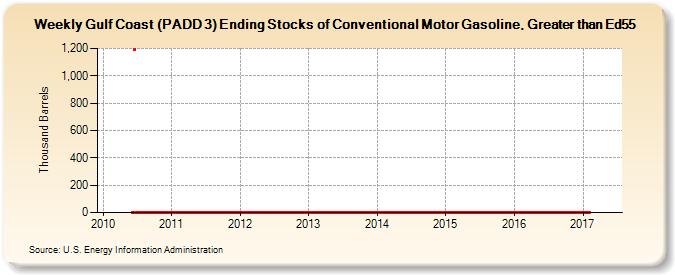 Weekly Gulf Coast (PADD 3) Ending Stocks of Conventional Motor Gasoline, Greater than Ed55
Thousand Barrels
1,200
1,000
800
600
400
200
0
2010 2011 2012 2013 2014 2015 2016 2017
Source: U.S. Energy Information Administration